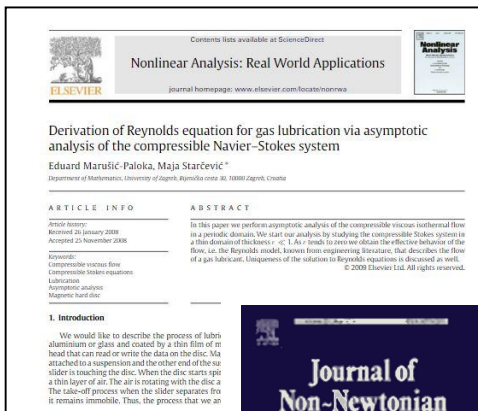 Contents lists available at ScienceDirect
Nonlinear Analysis: Real World Applications
journal homepage: www.elsevier.com/locate/nonrwa
ELSEVIER
Nonlinear
Analysis
Derivation of Reynolds equation for gas lubrication via asymptotic
analysis of the compressible Navier–Stokes system
Eduard Marušić-Paloka, Maja Starčević *
Department of Mathematics, University of Zagreb, Bijenička cesta 30, 10000 Zagreb, Croatia
ARTICLE INFO
Article history:
Received 26 January 2008
Accepted 25 November 2008
Keywords:
Compressible viscous flow
Compressible Stokes equations
Lubrication
Asymptotic analysis
Magnetic hard disc
ABSTRACT
In this paper we perform asymptotic analysis of the compressible viscous isothermal flow
in a periodic domain. We start our analysis by studying the compressible Stokes system in
a thin domain of thickness ε ≪ 1. As ε tends to zero we obtain the effective behavior of the
flow, i.e. the Reynolds model, known from engineering literature, that describes the flow
of a gas lubricant. Uniqueness of the solution to Reynolds equations is discussed as well.
© 2009 Elsevier Ltd. All rights reserved.
1. Introduction
We would like to describe the process of lubric
aluminium or glass and coated by a thin film of m
head that can read or write the data on the disc. Ma
attached to a suspension and the other end of the su
slider is touching the disc. When the disc starts spi
a thin layer of air. The air is rotating with the disc a
The take-off process when the slider separates fro
it remains immobile. Thus, the process that we are
Journal of
Non-Newtonian